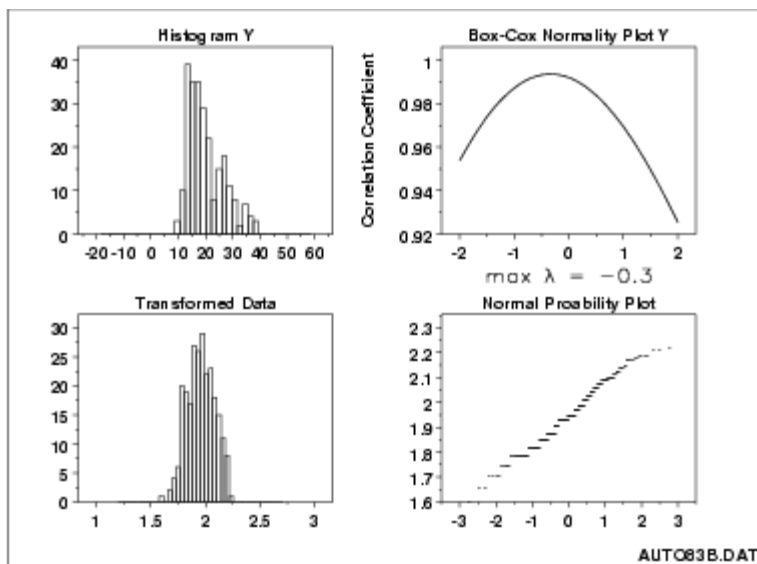 Histogram Y
40
30
20
10
0
-20 -10 0 10 20 30 40 50 60
Box-Cox Normality Plot Y
Correlation Coefficient
1
0.98
0.96
0.94
0.92
-2 -1 0 1 2
max λ = -0.3
Transformed Data
30
25
20
15
10
5
0
1 1.5 2 2.5 3
Normal Proability Plot
2.3
2.2
2.1
2
1.9
1.8
1.7
1.6
-3 -2 -1 0 1 2 3
AUTO83B.DAT